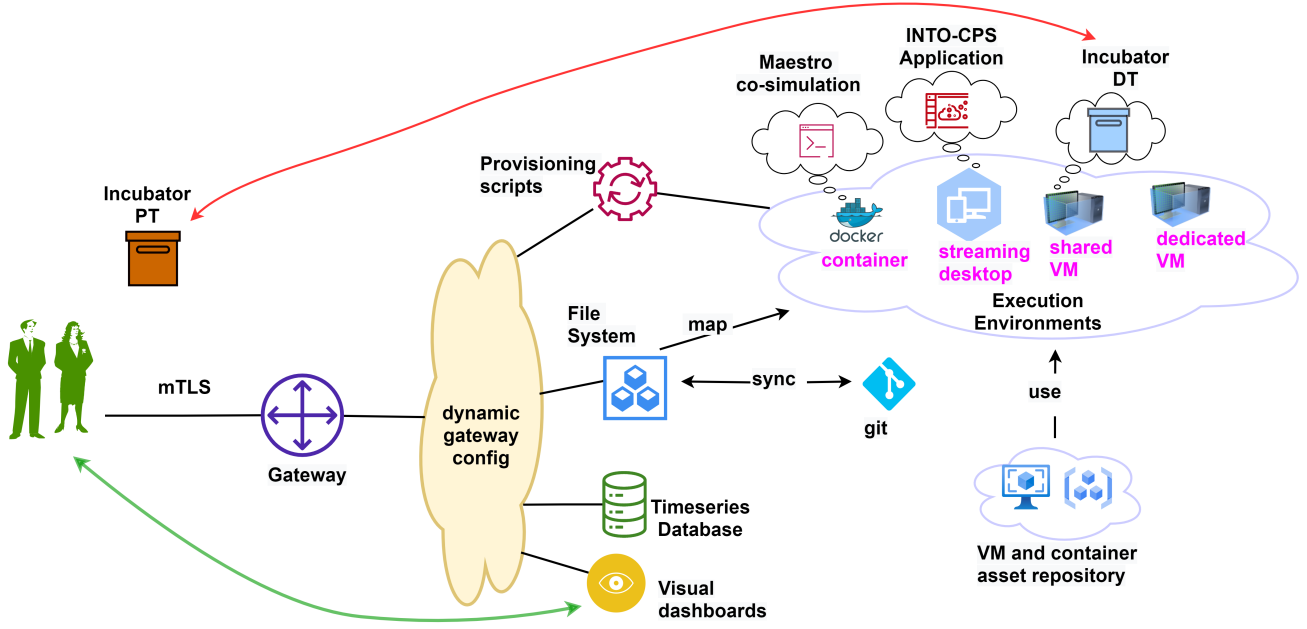 INTO-CPS
Application
Maestro
co-simulation
Incubator
DT
Provisioning
scripts
Incubator
PT
docker
container
streaming
desktop
shared
VM
dedicated
VM
Execution
Environments
File
System
map
mTLS
sync
use
dynamic
gateway
config
git
Gateway
Timeseries
Database
VM and container
asset repository
Visual
dashboards